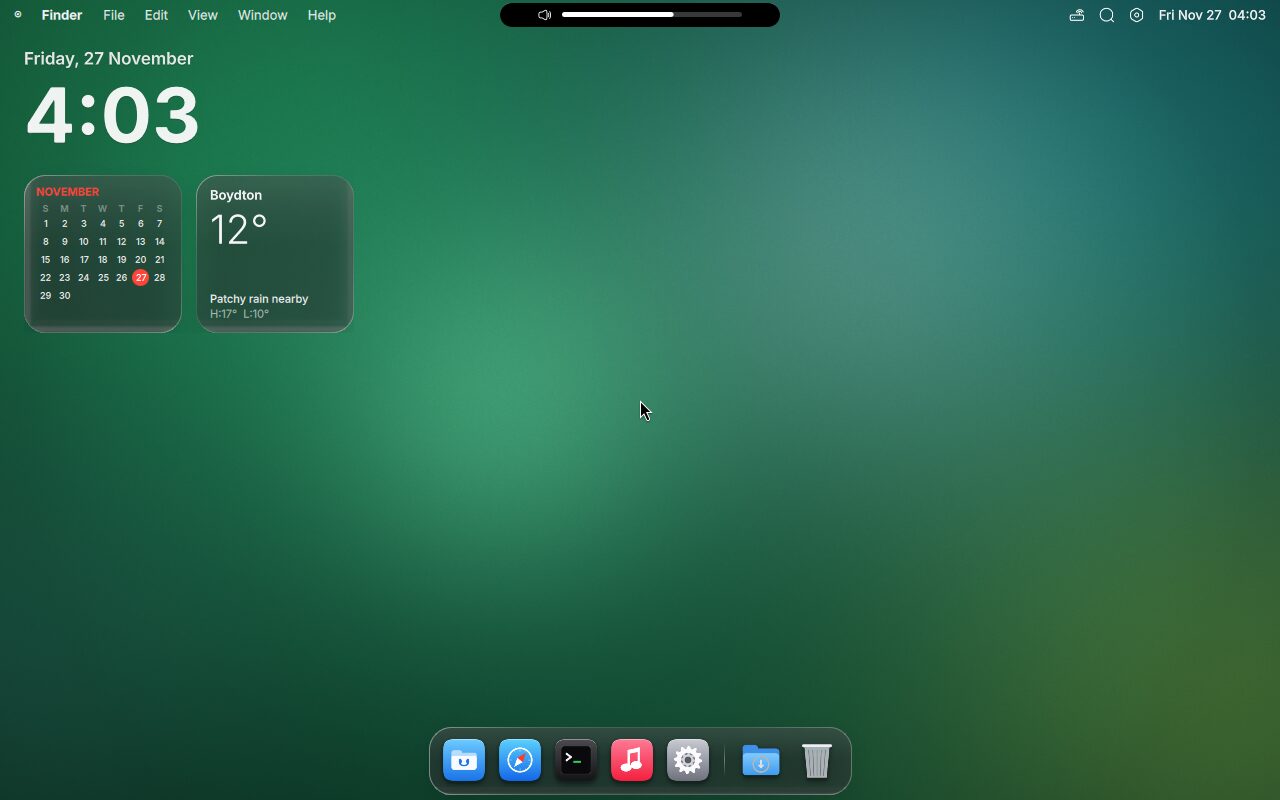 Finder File Edit View Window Help
Fri Nov 27 04:03
Friday, 27 November
4:03
NOVEMBER
S M T W T F S
1 2 3 4 5 6 7
8 9 10 11 12 13 14
15 16 17 18 19 20 21
22 23 24 25 26 27 28
29 30
Boydton
12°
Patchy rain nearby
H:17° L:10°